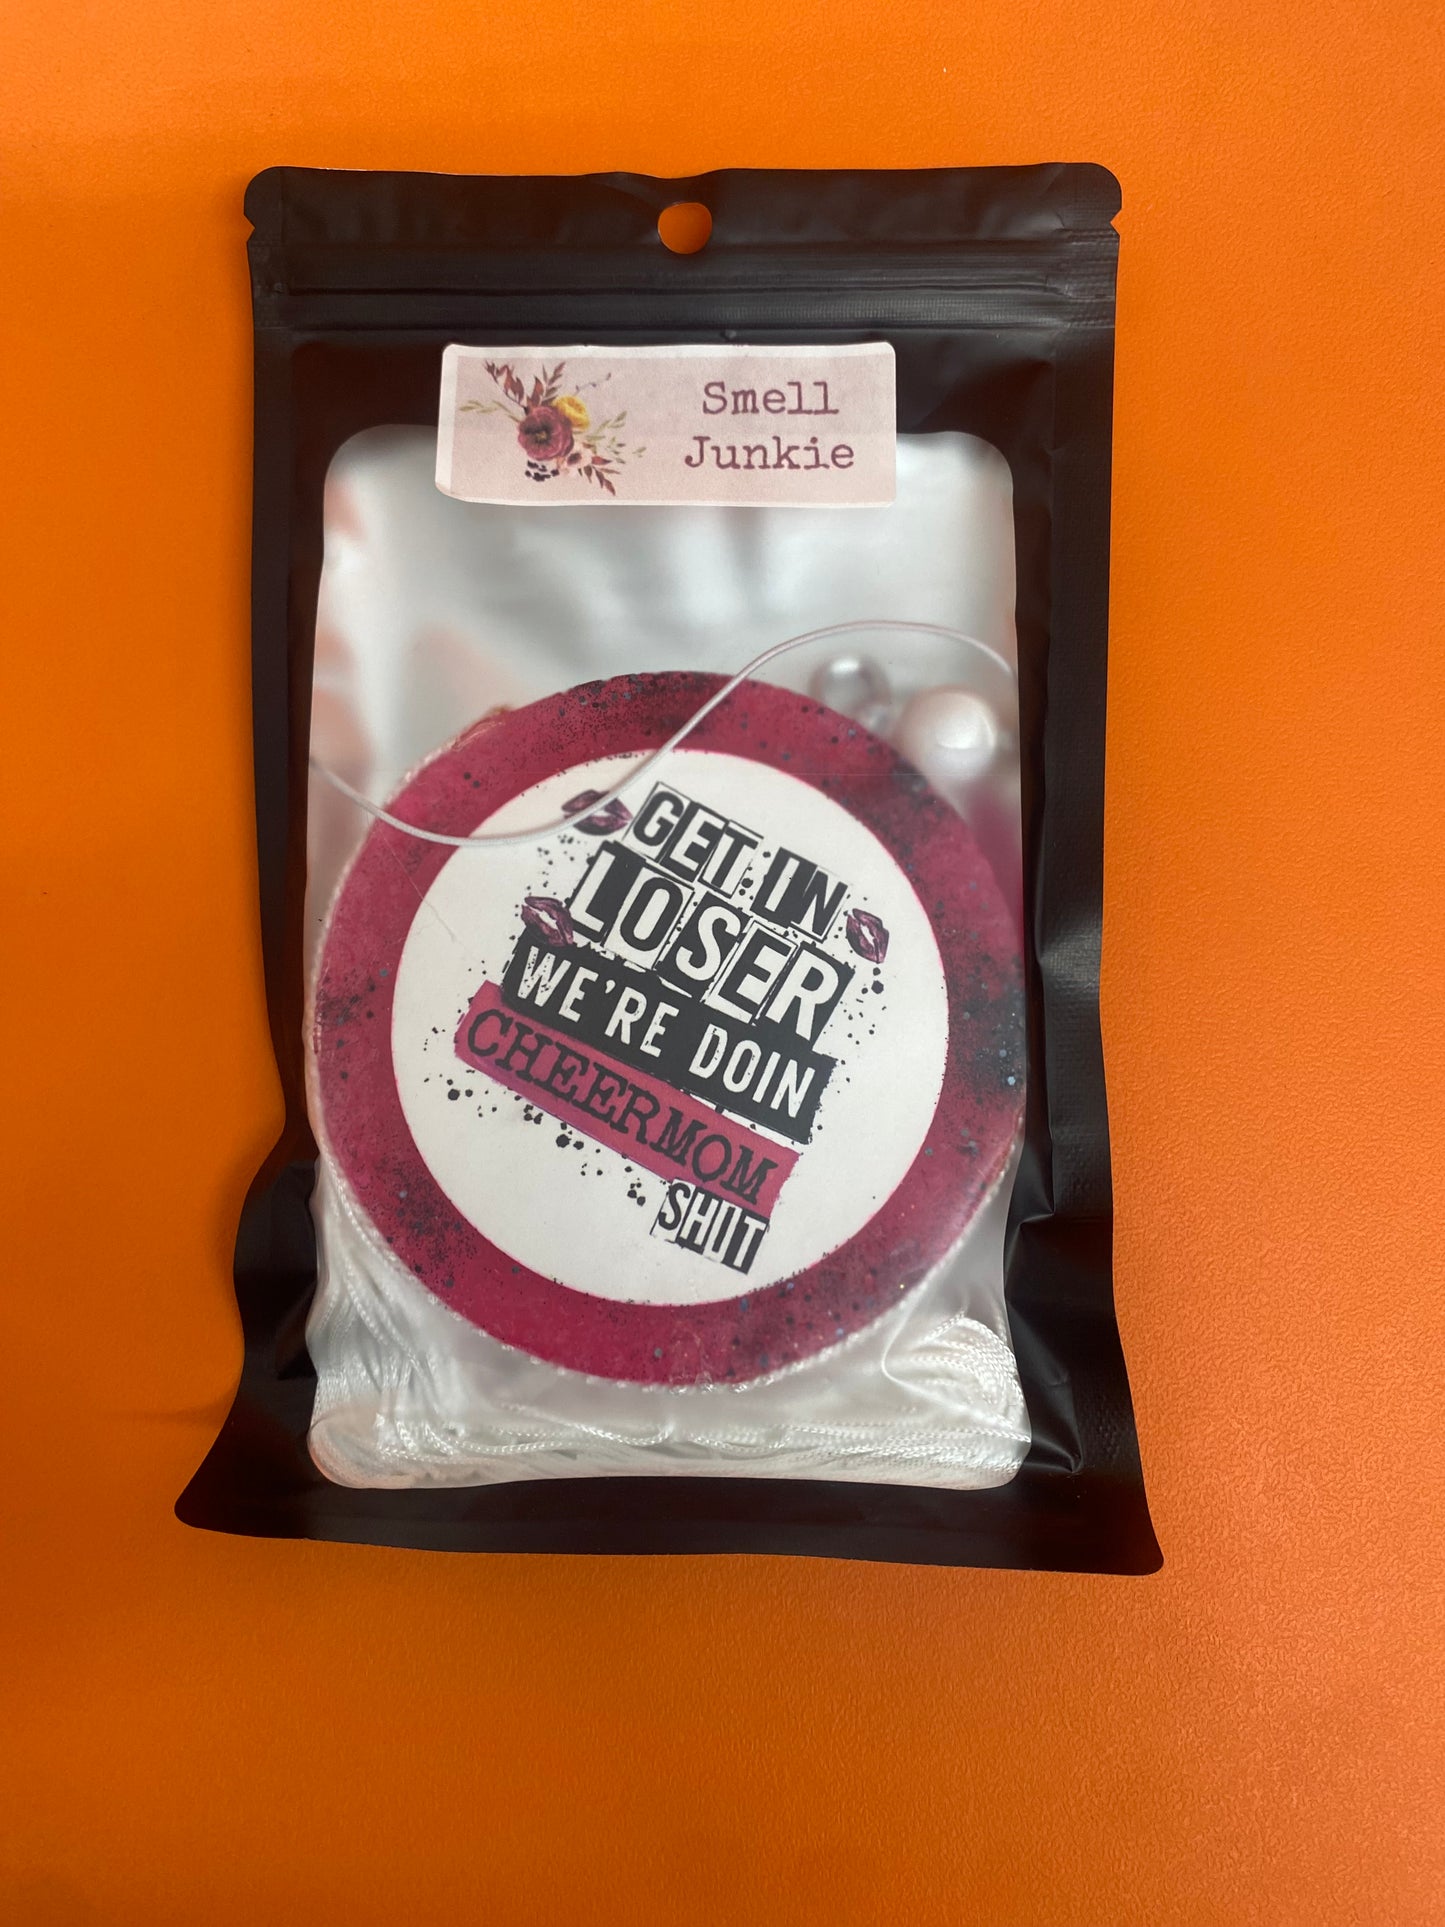 Smell
Junkie
GET IN
LOSER
WE'RE DOIN
CHEERMOM
SHIT